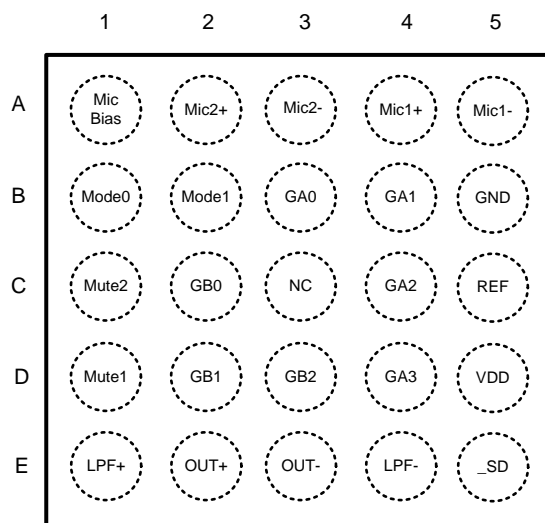 1 2 3 4 5
A Mic Bias Mic2+ Mic2- Mic1+ Mic1-
B Mode0 Mode1 GA0 GA1 GND
C Mute2 GB0 NC GA2 REF
D Mute1 GB1 GB2 GA3 VDD
E LPF+ OUT+ OUT- LPF- _SD